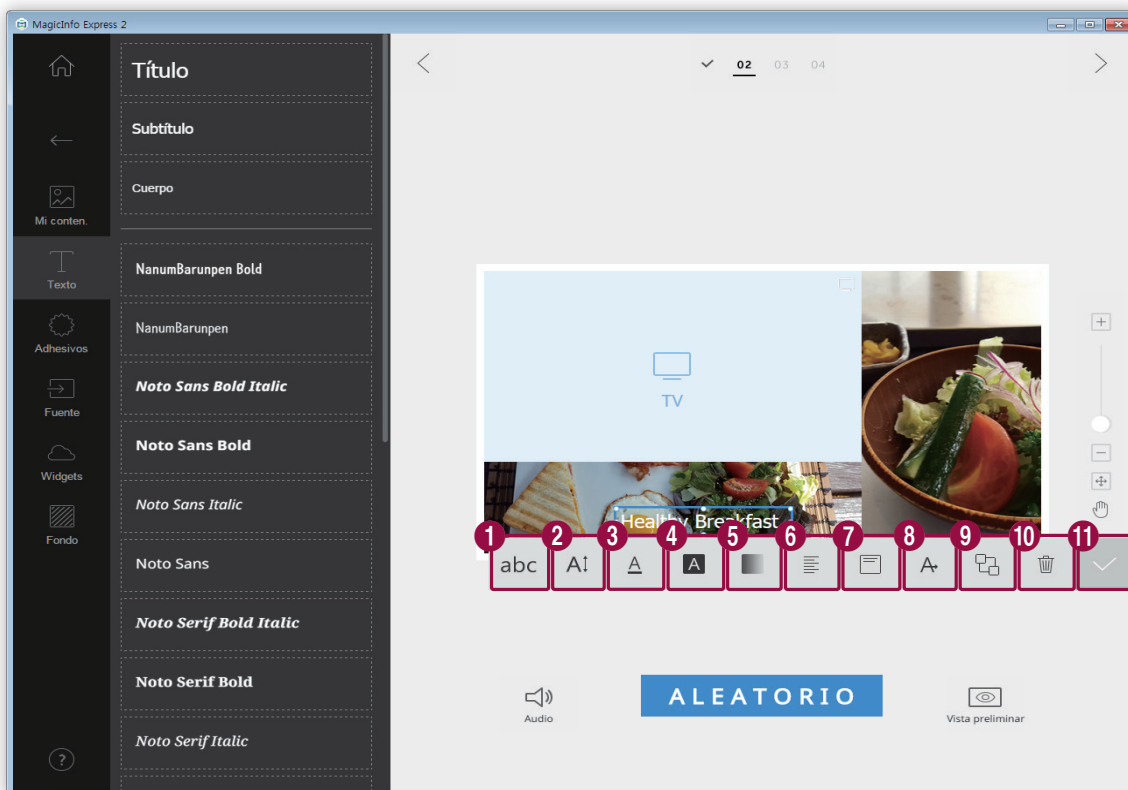 MagicInfo Express 2
Título
Subtítulo
Cuerpo
Mi conten.
Texto
Adhesivos
Fuente
Widgets
Fondo
?
NanumBarunpen Bold
NanumBarunpen
Noto Sans Bold Italic
Noto Sans Bold
Noto Sans Italic
Noto Sans
Noto Serif Bold Italic
Noto Serif Bold
Noto Serif Italic
02 03 04
TV
Healthy Breakfast
1 2 3 4 5 6 7 8 9 10 11
abc A A A A
Audio
ALEATORIO
Vista preliminar